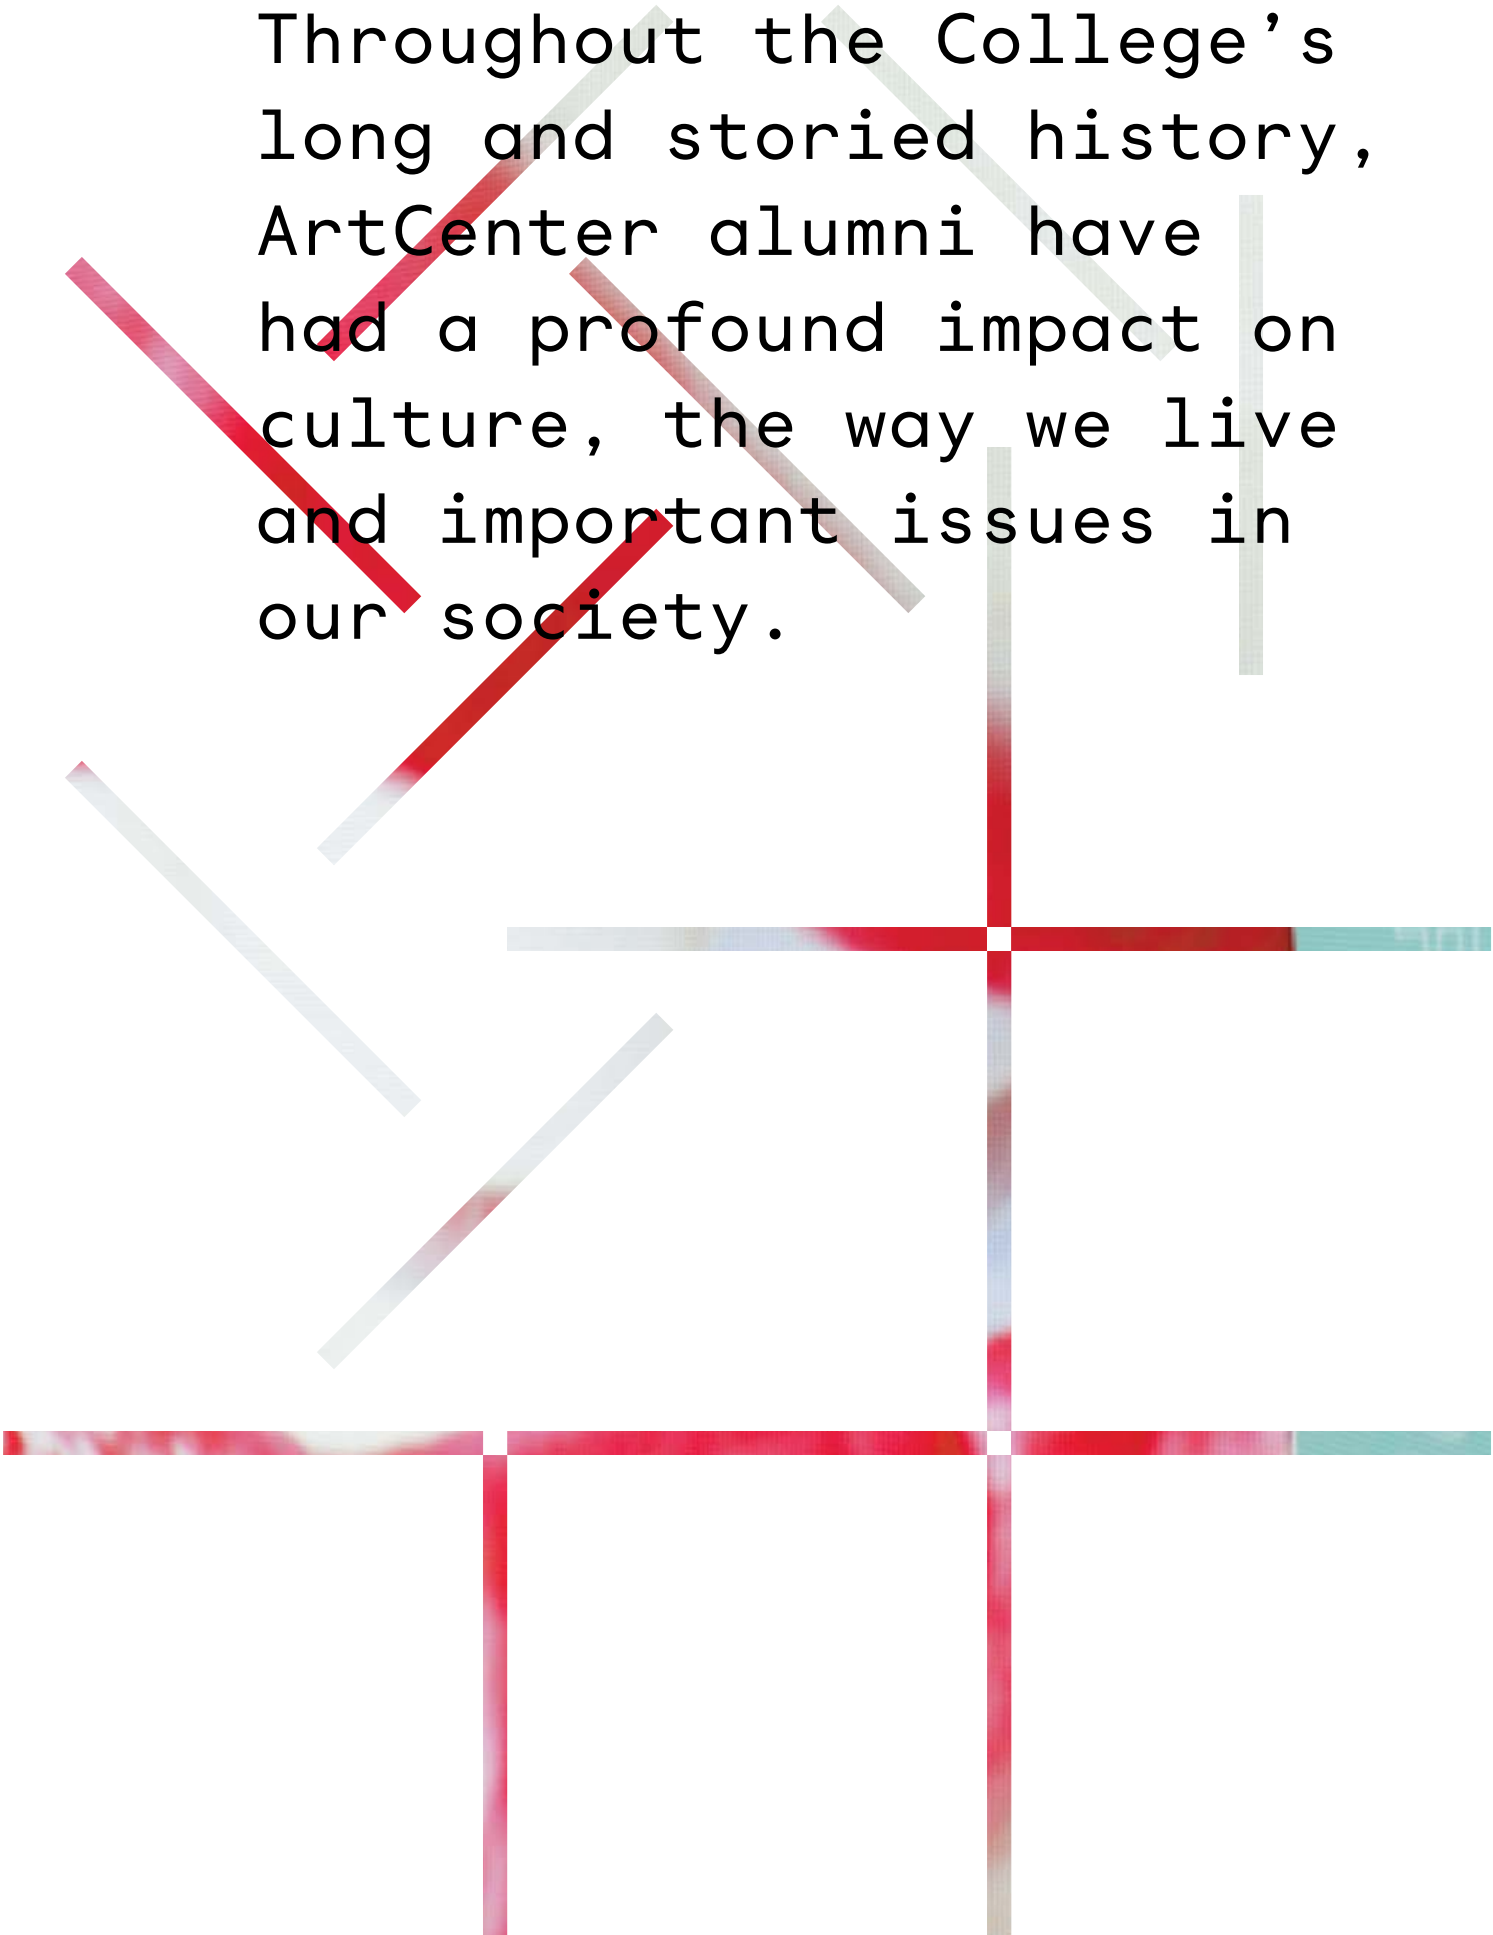 Throughout the College’s
long and storied history,
ArtCenter alumni have
had a profound impact on
culture, the way we live
and important issues in
our society.